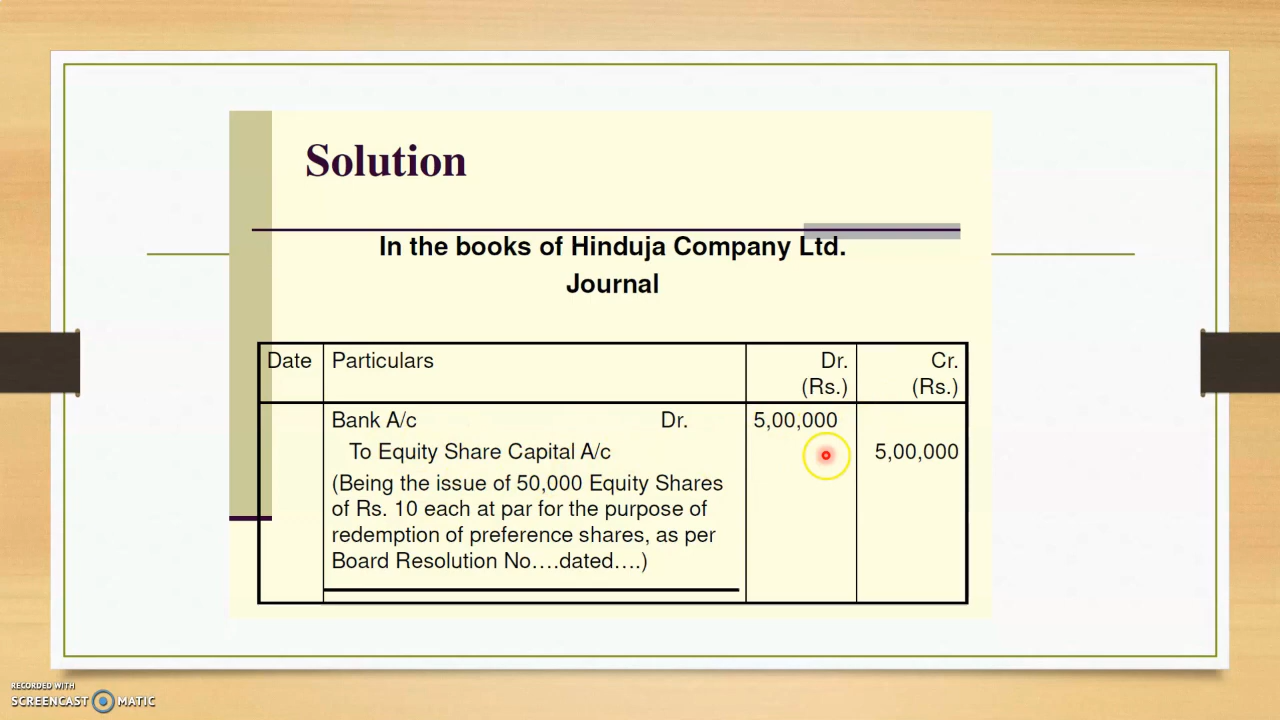 Solution
In the books of Hinduja Company Ltd.
Journal
Date Particulars Dr. Cr.
(Rs.) (Rs.)
Bank A/c Dr. 5,00,000
To Equity Share Capital A/c 5,00,000
(Being the issue of 50,000 Equity Shares
of Rs. 10 each at par for the purpose of
redemption of preference shares, as per
Board Resolution No….dated….)
RECORDED WITH
SCREENCAST MATIC